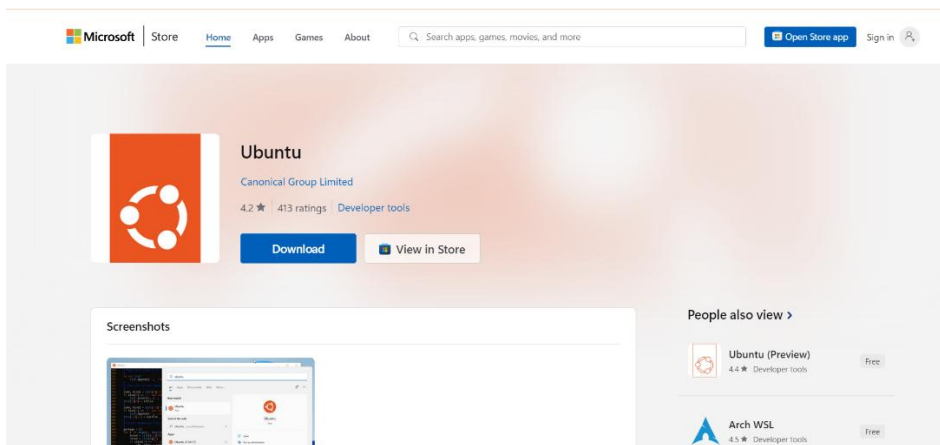 Microsoft Store Home Apps Games About Search apps, games, movies, and more Open Store app Sign in
Ubuntu
Canonical Group Limited
4.2 ★ 413 ratings Developer tools
Download View in Store
Screenshots
People also view >
Ubuntu (Preview)
4.4 ★ Developer tools
Free
Arch WSL
4.5 ★ Developer tools
Free